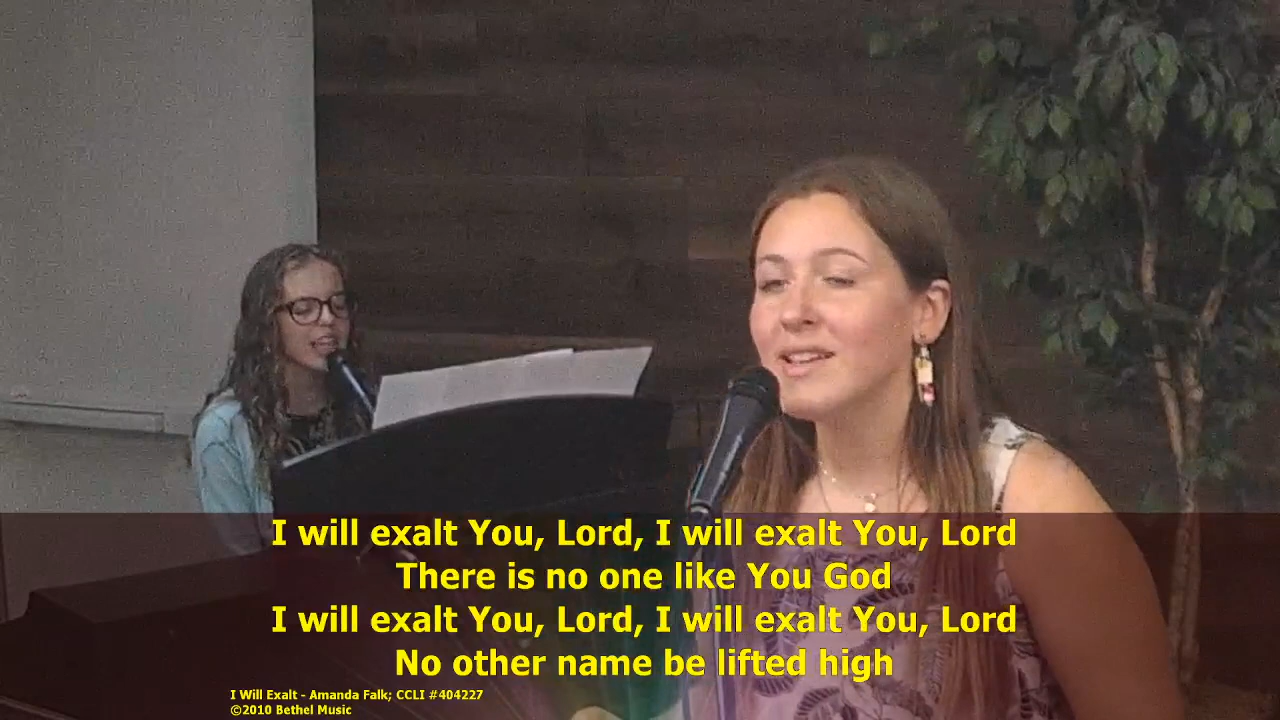 I will exalt You, Lord, I will exalt You, Lord
There is no one like You God
I will exalt You, Lord, I will exalt You, Lord
No other name be lifted high
I Will Exalt - Amanda Falk; CCLI #404227
©2010 Bethel Music